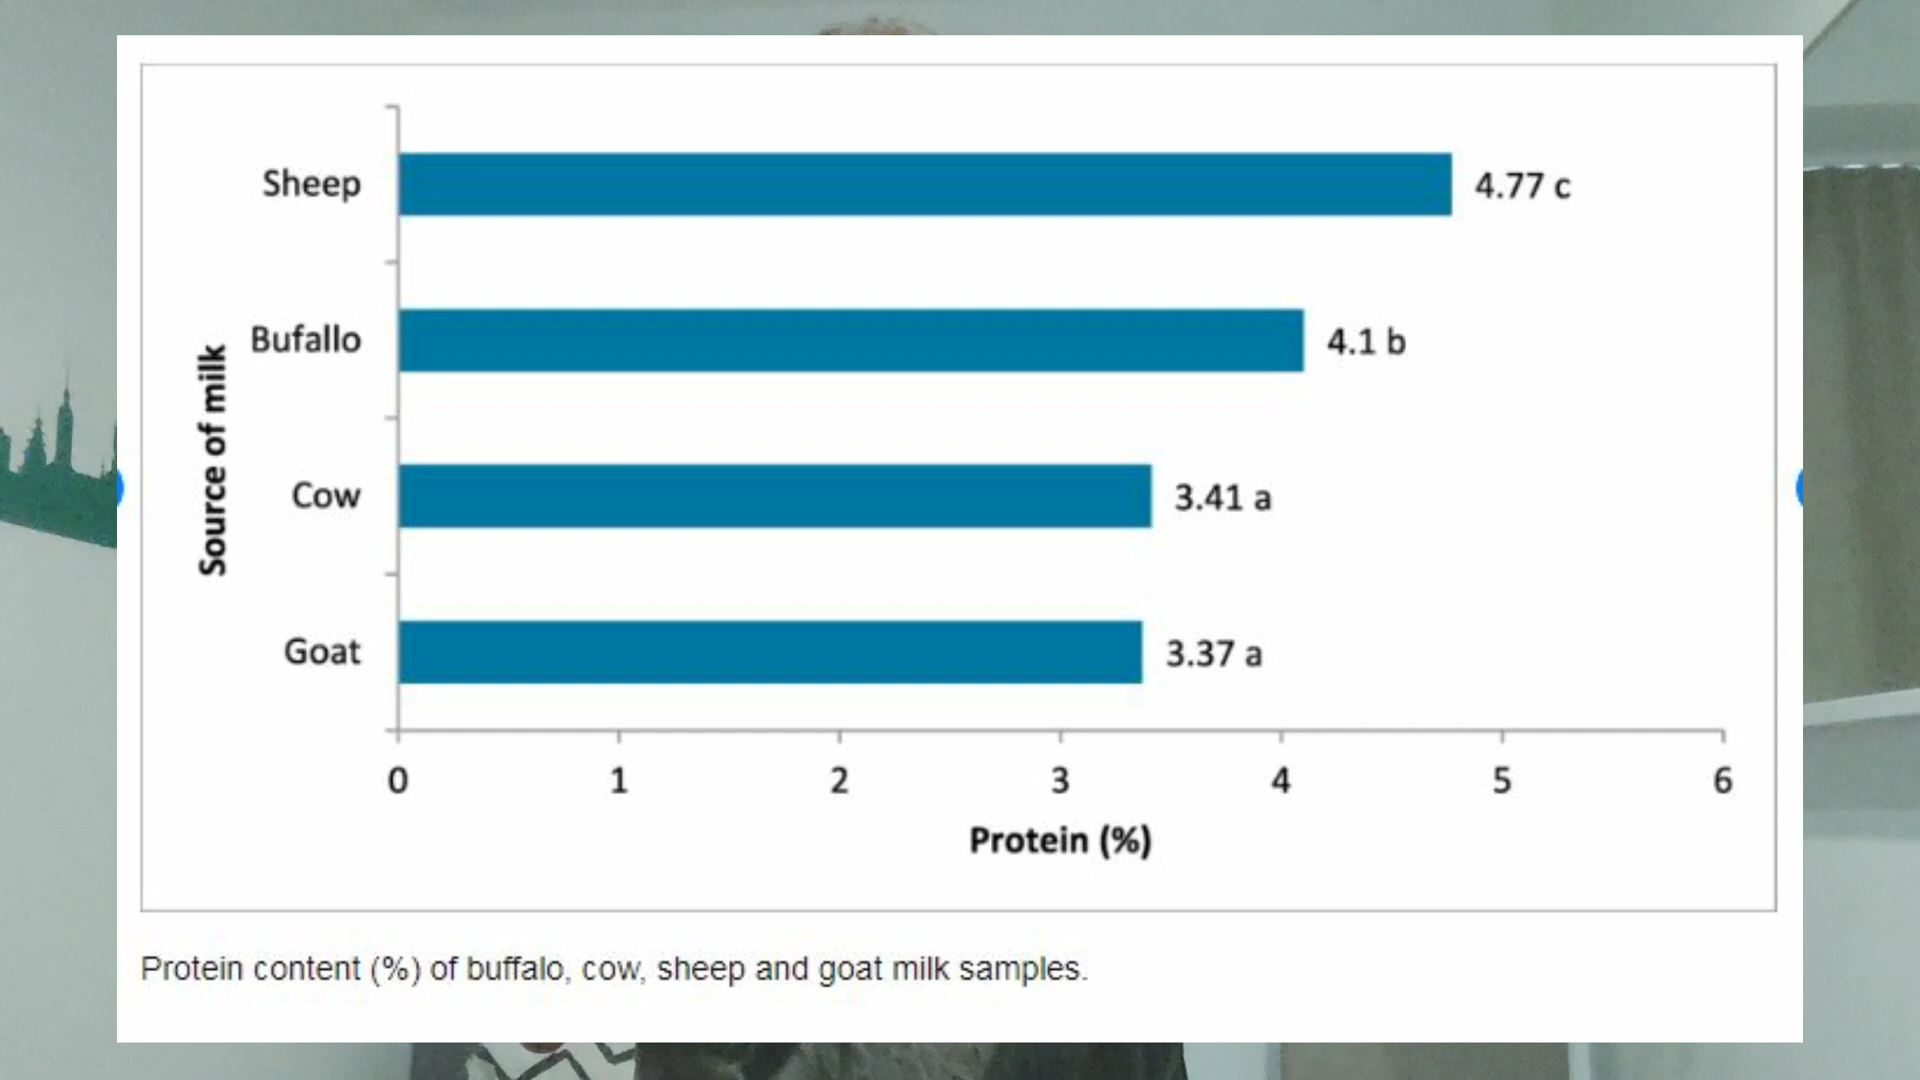 Sheep
4.77 c
Bufallo
4.1 b
Cow
3.41 a
Goat
3.37 a
Source of milk
0 1 2 3 4 5 6
Protein (%)
Protein content (%) of buffalo, cow, sheep and goat milk samples.